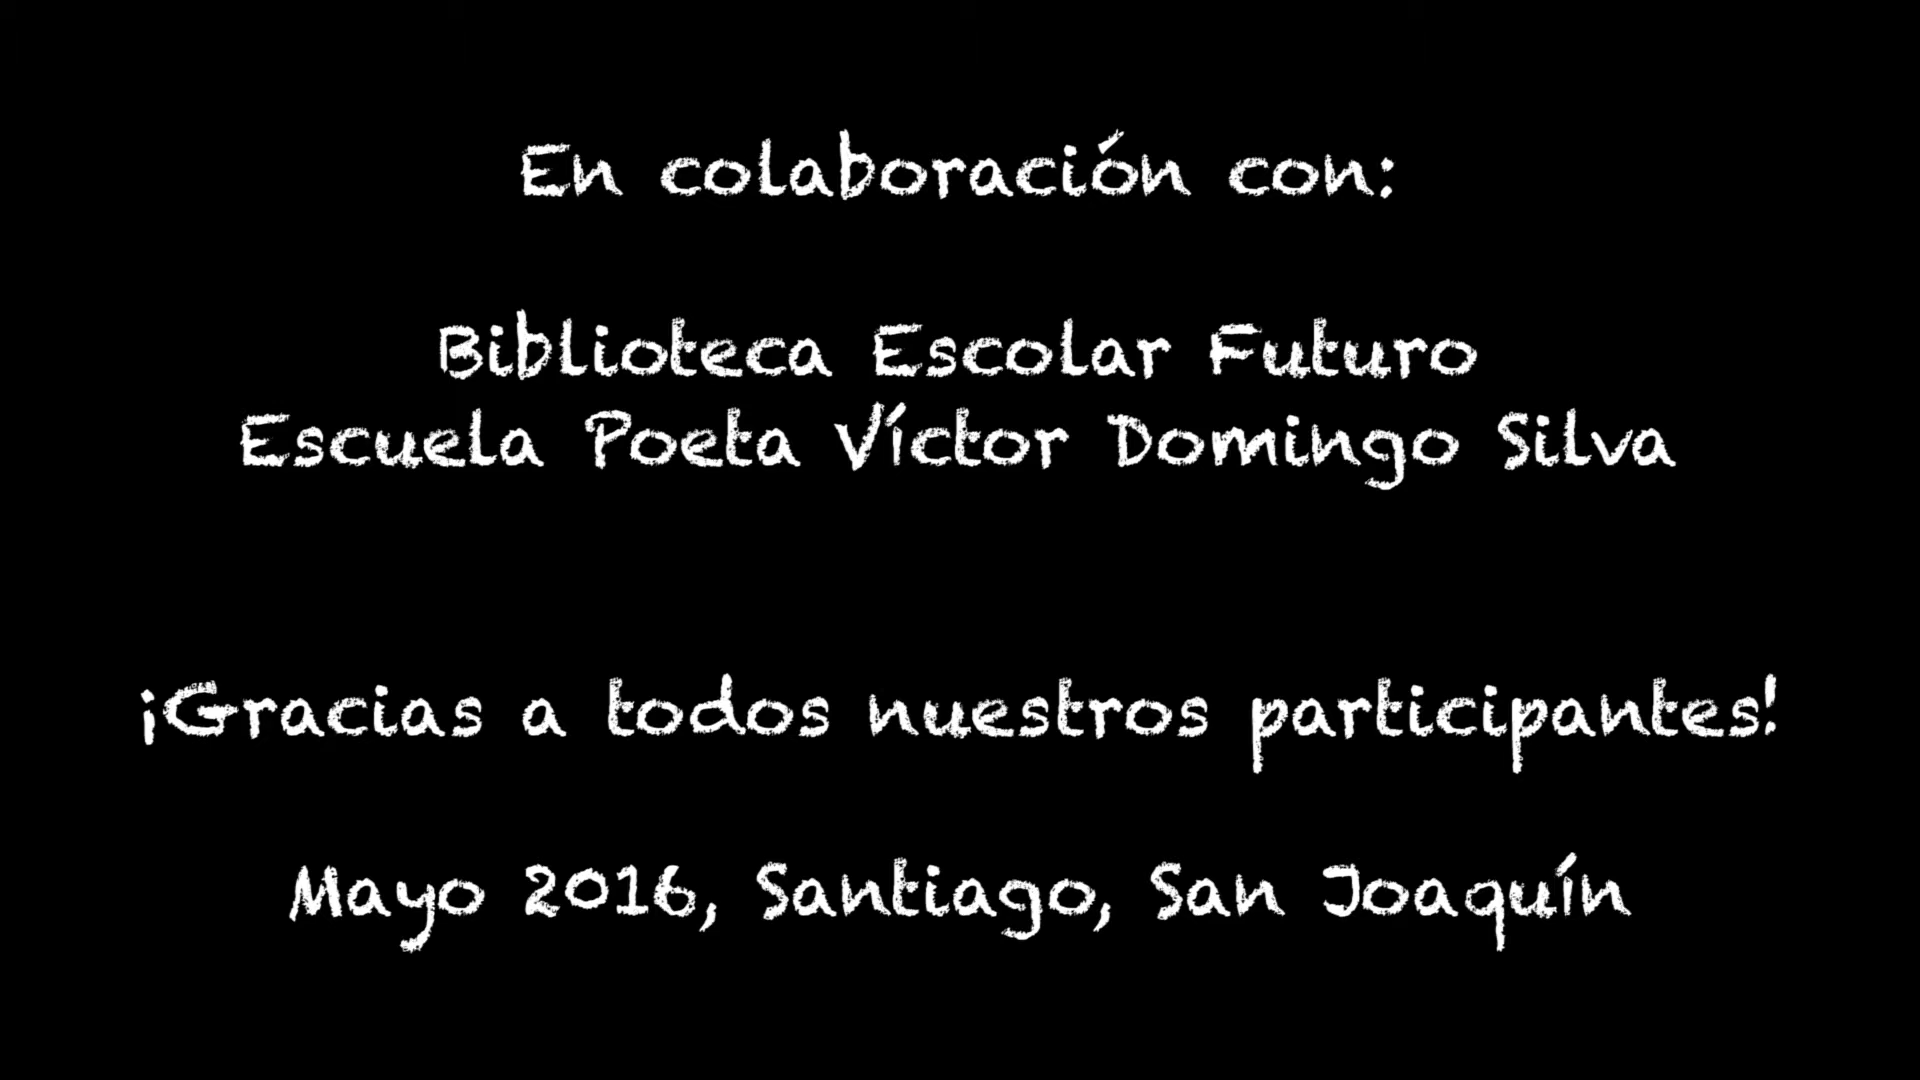 En colaboración con:
Biblioteca Escolar Futuro
Escuela Poeta Víctor Domingo Silva
¡Gracias a todos nuestros participantes!
Mayo 2016, Santiago, San Joaquín